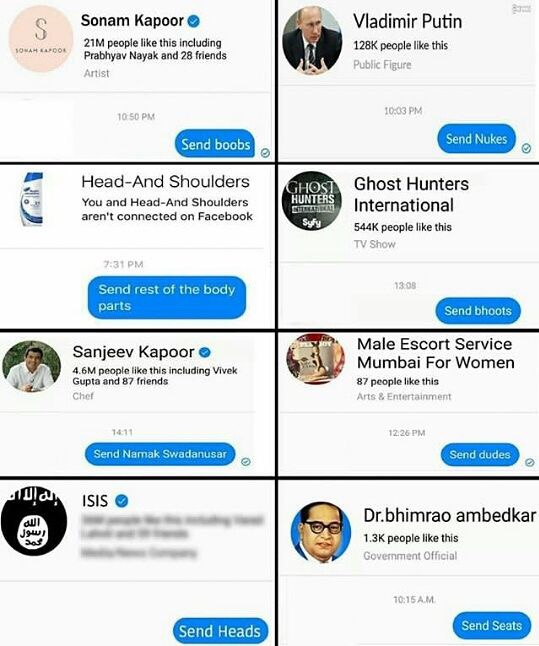 S
SONAM KAPOOR
Sonam Kapoor
21M people like this including
Prabhyav Nayak and 28 friends
Artist
10:50 PM
Send boobs
Vladimir Putin
128K people like this
Public Figure
10:03 PM
Send Nukes
Head-And Shoulders
You and Head-And Shoulders
aren't connected on Facebook
7:31 PM
Send rest of the body
parts
GHOST
HUNTERS
INTERNATIONAL
Syfy
Ghost Hunters
International
544K people like this
TV Show
13:08
Send bhoots
Sanjeev Kapoor
4.6M people like this including Vivek
Gupta and 87 friends
Chef
14:11
Send Namak Swadanusar
Male Escort Service
Mumbai For Women
87 people like this
Arts & Entertainment
12:26 PM
Send dudes
الله
رسول
محمد
ISIS
Send Heads
Dr.bhimrao ambedkar
1.3K people like this
Government Official
10:15 A.M.
Send Seats